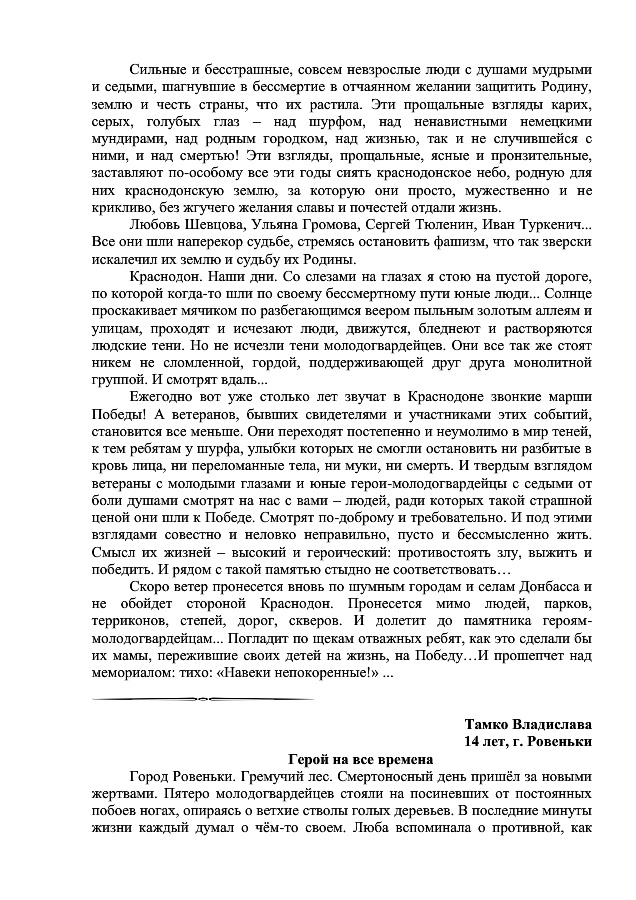 Сильные и бесстрашные, совсем невзрослые люди с душами мудрыми
и седыми, шагнувшие в бессмертие в отчаянном желании защитить Родину,
землю и честь страны, что их растила. Эти прощальные взгляды карих,
серых, голубых глаз – над шурфом, над ненавистными немецкими
мундирами, над родным городком, над жизнью, так и не случившейся с
ними, и над смертью! Эти взгляды, прощальные, ясные и пронзительные,
заставляют по-особому все эти годы сиять краснодонское небо, родную для
них краснодонскую землю, за которую они просто, мужественно и не
крикливо, без жгучего желания славы и почестей отдали жизнь.
Любовь Шевцова, Ульяна Громова, Сергей Тюленин, Иван Туркенич...
Все они шли наперекор судьбе, стремясь остановить фашизм, что так зверски
искалечил их землю и судьбу их Родины.
Краснодон. Наши дни. Со слезами на глазах я стою на пустой дороге,
по которой когда-то шли по своему бессмертному пути юные люди... Солнце
проскакивает мячиком по разбегающимся веером пыльным золотым аллеям и
улицам, проходят и исчезают люди, движутся, бледнеют и растворяются
людские тени. Но не исчезли тени молодогвардейцев. Они все так же стоят
никем не сломленной, гордой, поддерживающей друг друга монолитной
группой. И смотрят вдаль...
Ежегодно вот уже столько лет звучат в Краснодоне звонкие марши
Победы! А ветеранов, бывших свидетелями и участниками этих событий,
становится все меньше. Они переходят постепенно и неумолимо в мир теней,
к тем ребятам у шурфа, улыбки которых не смогли остановить ни разбитые в
кровь лица, ни переломанные тела, ни муки, ни смерть. И твердым взглядом
ветераны с молодыми глазами и юные герои-молодогвардейцы с седыми от
боли душами смотрят на нас с вами – людей, ради которых такой страшной
ценой они шли к Победе. Смотрят по-доброму и требовательно. И под этими
взглядами совестно и неловко неправильно, пусто и бессмысленно жить.
Смысл их жизней – высокий и героический: противостоять злу, выжить и
победить. И рядом с такой памятью стыдно не соответствовать…
Скоро ветер пронесется вновь по шумным городам и селам Донбасса и
не обойдет стороной Краснодон. Пронесется мимо людей, парков,
терриконов, степей, дорог, скверов. И долетит до памятника героям-
молодогвардейцам... Погладит по щекам отважных ребят, как это сделали бы
их мамы, пережившие своих детей на жизнь, на Победу…И прошепчет над
мемориалом: тихо: «Навеки непокоренные!» ...
Тамко Владислава
14 лет, г. Ровеньки
Герой на все времена
Город Ровеньки. Гремучий лес. Смертоносный день пришёл за новыми
жертвами. Пятеро молодогвардейцев стояли на посиневших от постоянных
побоев ногах, опираясь о ветхие стволы голых деревьев. В последние минуты
жизни каждый думал о чём-то своем. Люба вспоминала о противной, как